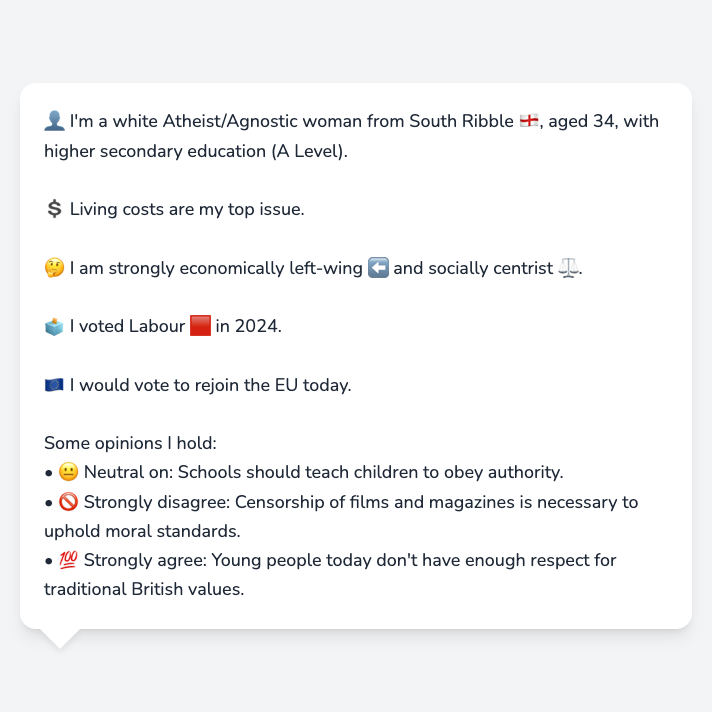 👤 I'm a white Atheist/Agnostic woman from South Ribble 🏴󠁧󠁢󠁥󠁮󠁧󠁿, aged 34, with
higher secondary education (A Level).
💲 Living costs are my top issue.
🤔 I am strongly economically left-wing ⬅️ and socially centrist ⚖️.
🗳️ I voted Labour 🟥 in 2024.
🇪🇺 I would vote to rejoin the EU today.
Some opinions I hold:
• 😐 Neutral on: Schools should teach children to obey authority.
• 🚫 Strongly disagree: Censorship of films and magazines is necessary to
uphold moral standards.
• 💯 Strongly agree: Young people today don't have enough respect for
traditional British values.